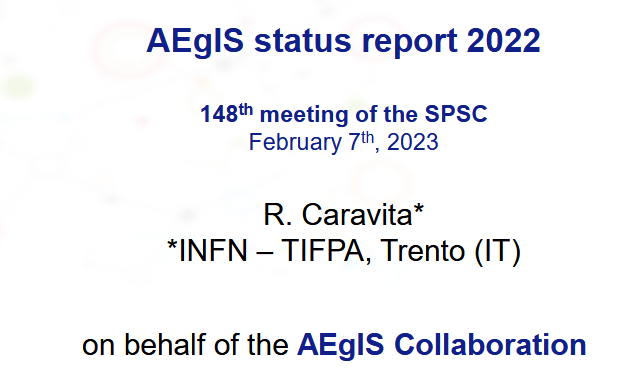 AEgIS status report 2022
148th meeting of the SPSC
February 7th, 2023
R. Caravita*
*INFN – TIFPA, Trento (IT)
on behalf of the AEgIS Collaboration